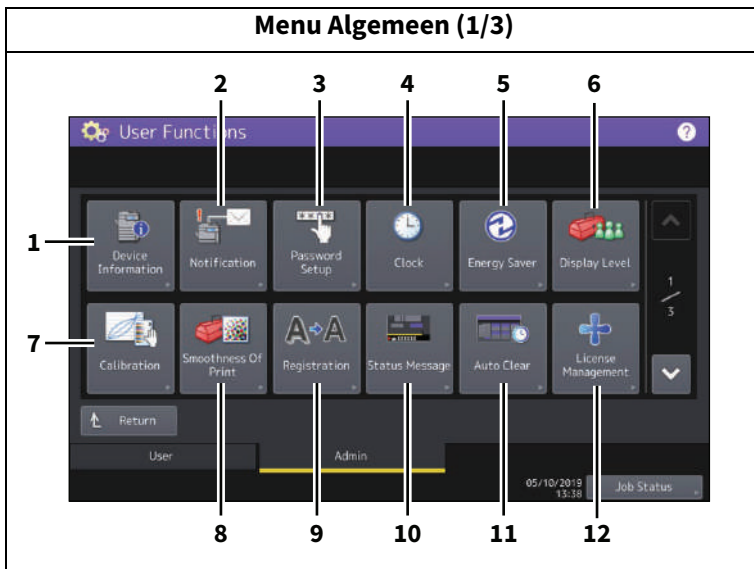 Menu Algemeen (1/3)
2 3 4 5 6
User Functions ?
1
Device
Information
Notification
Password
Setup
Clock
Energy Saver
Display Level
1
3
7
Calibration
Smoothness Of
Print
A A
Registration
Status Message
Auto Clear
License
Management
Return
User
Admin
05/10/2019
13:38
Job Status
8 9 10 11 12